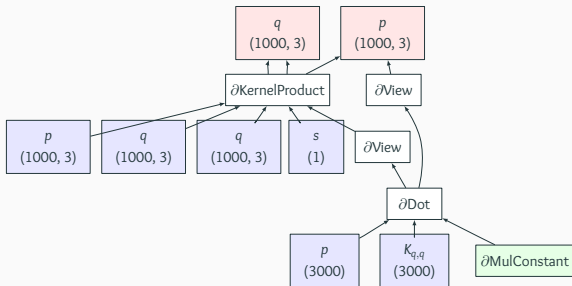 q
(1000, 3)
p
(1000, 3)
∂KernelProduct
∂View
p
(1000, 3)
q
(1000, 3)
q
(1000, 3)
s
(1)
∂View
∂Dot
p
(3000)
K_{q,q}
(3000)
∂MulConstant